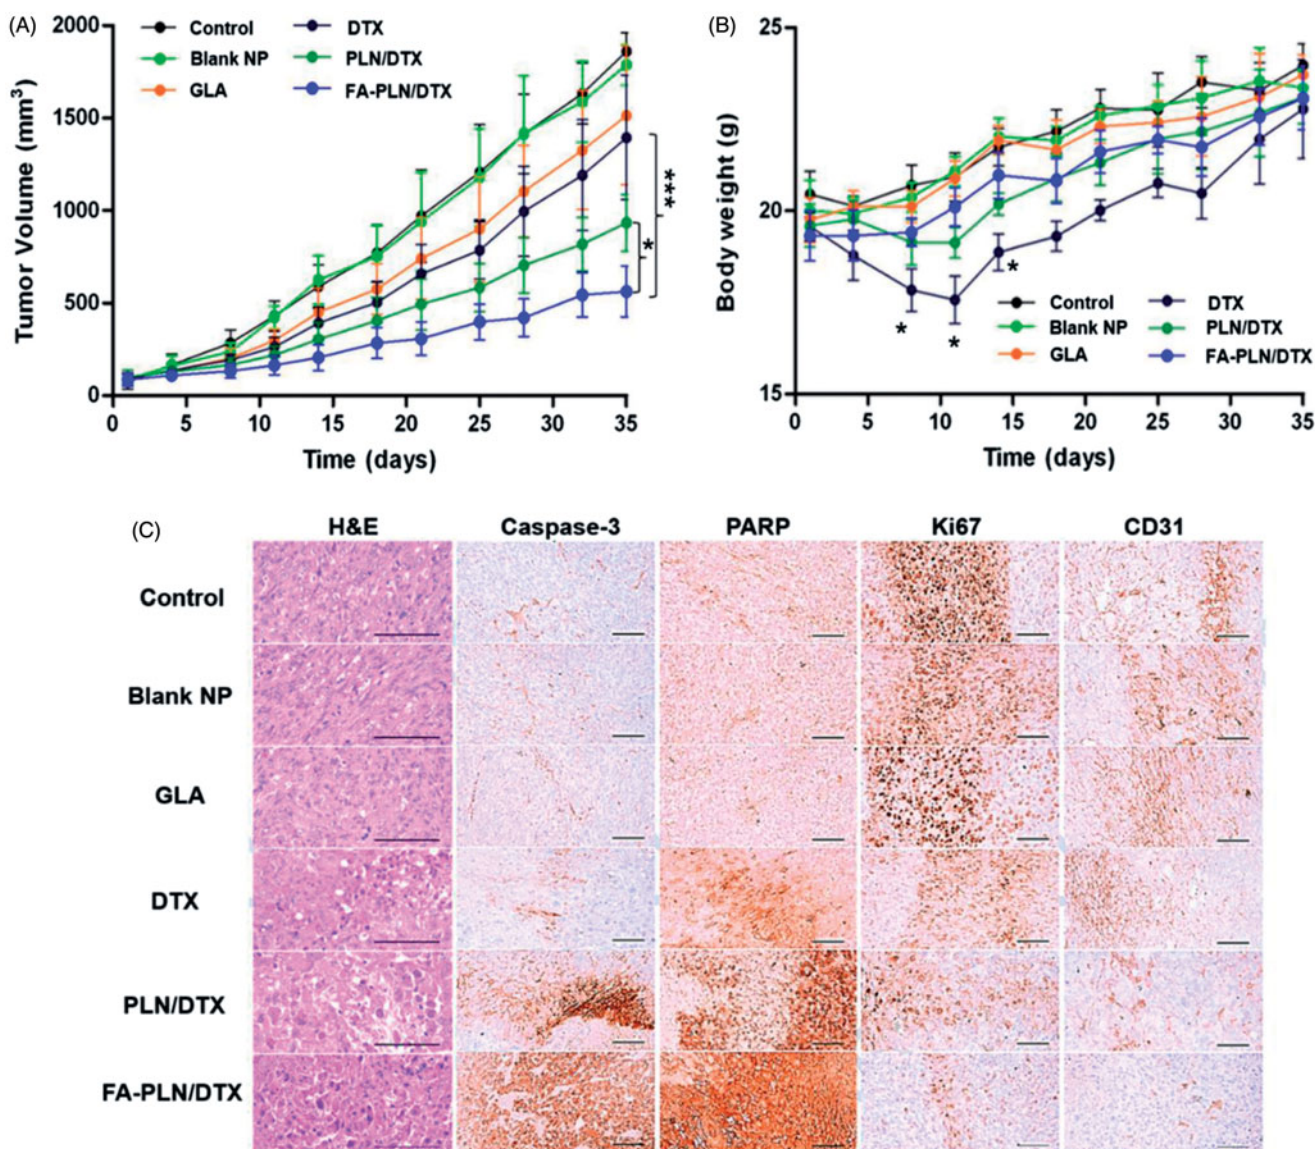 (A)
2000
1500
1000
500
0
Tumor Volume (mm³)
Control
Blank NP
GLA
DTX
PLN/DTX
FA-PLN/DTX
***
*
0 5 10 15 20 25 30 35
Time (days)
(B)
25
20
15
Body weight (g)
*
*
*
Control
Blank NP
GLA
DTX
PLN/DTX
FA-PLN/DTX
0 5 10 15 20 25 30 35
Time (days)
(C)
H&E Caspase-3 PARP Ki67 CD31
Control
Blank NP
GLA
DTX
PLN/DTX
FA-PLN/DTX